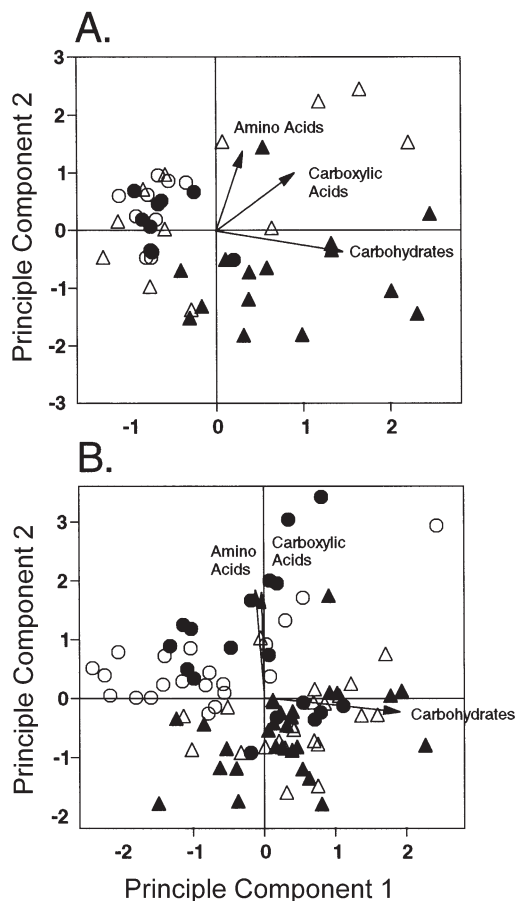 A.
3
2
1
0
-1
-2
-3
Principle Component 2
Amino Acids
Carboxylic
Acids
Carbohydrates
-1
0
1
2
B.
3
2
1
0
-1
-2
Principle Component 2
Amino
Acids
Carboxylic
Acids
Carbohydrates
-2
-1
0
1
2
Principle Component 1